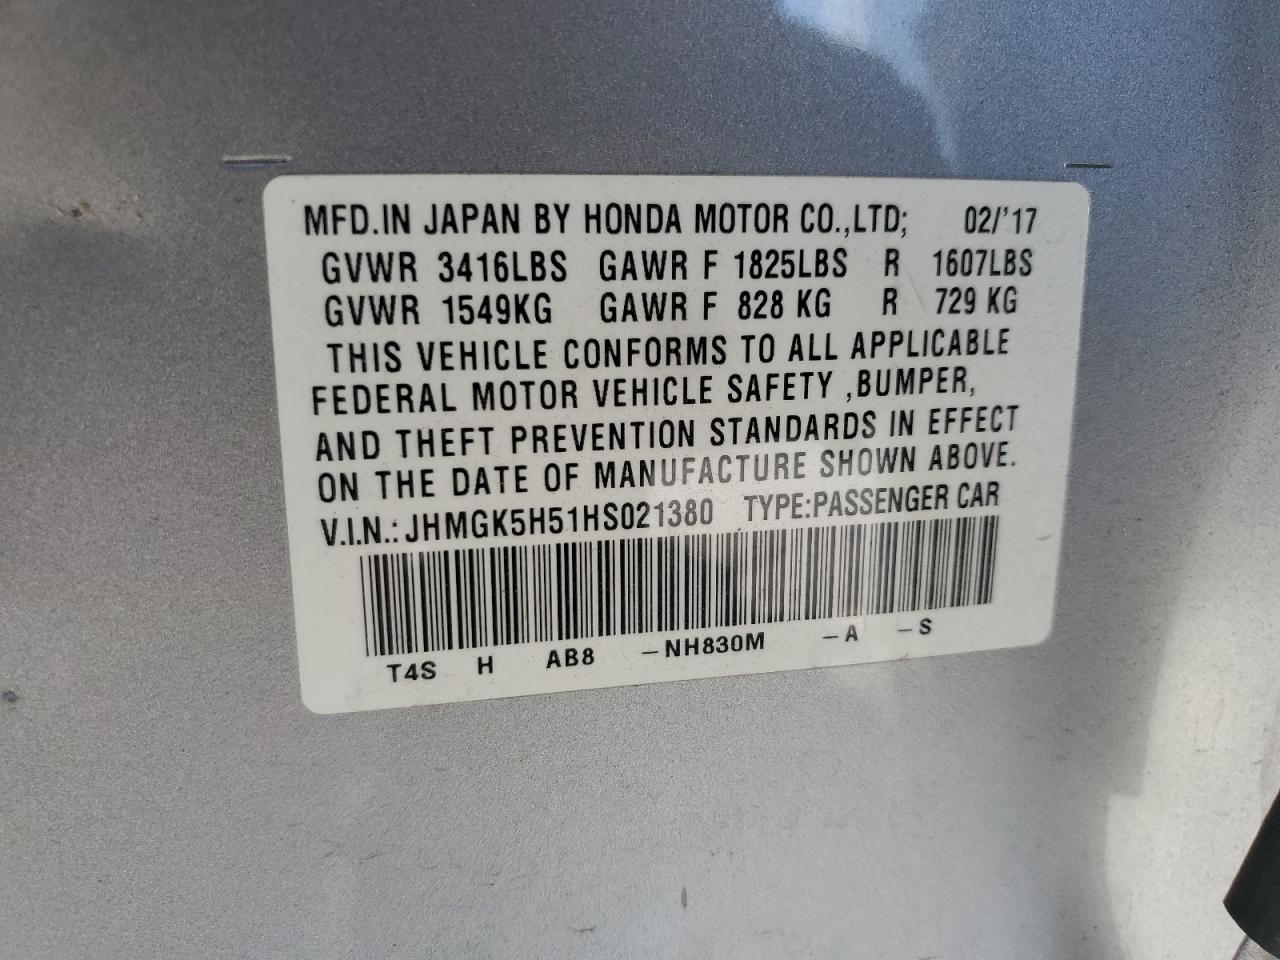 MFD.IN JAPAN BY HONDA MOTOR CO.,LTD; 02/'17
GVWR 3416LBS GAWR F 1825LBS R 1607LBS
GVWR 1549KG GAWR F 828 KG R 729 KG
THIS VEHICLE CONFORMS TO ALL APPLICABLE
FEDERAL MOTOR VEHICLE SAFETY ,BUMPER,
AND THEFT PREVENTION STANDARDS IN EFFECT
ON THE DATE OF MANUFACTURE SHOWN ABOVE.
V.I.N.: JHMGK5H51HS021380 TYPE:PASSENGER CAR
T4S H AB8 –NH830M –A –S